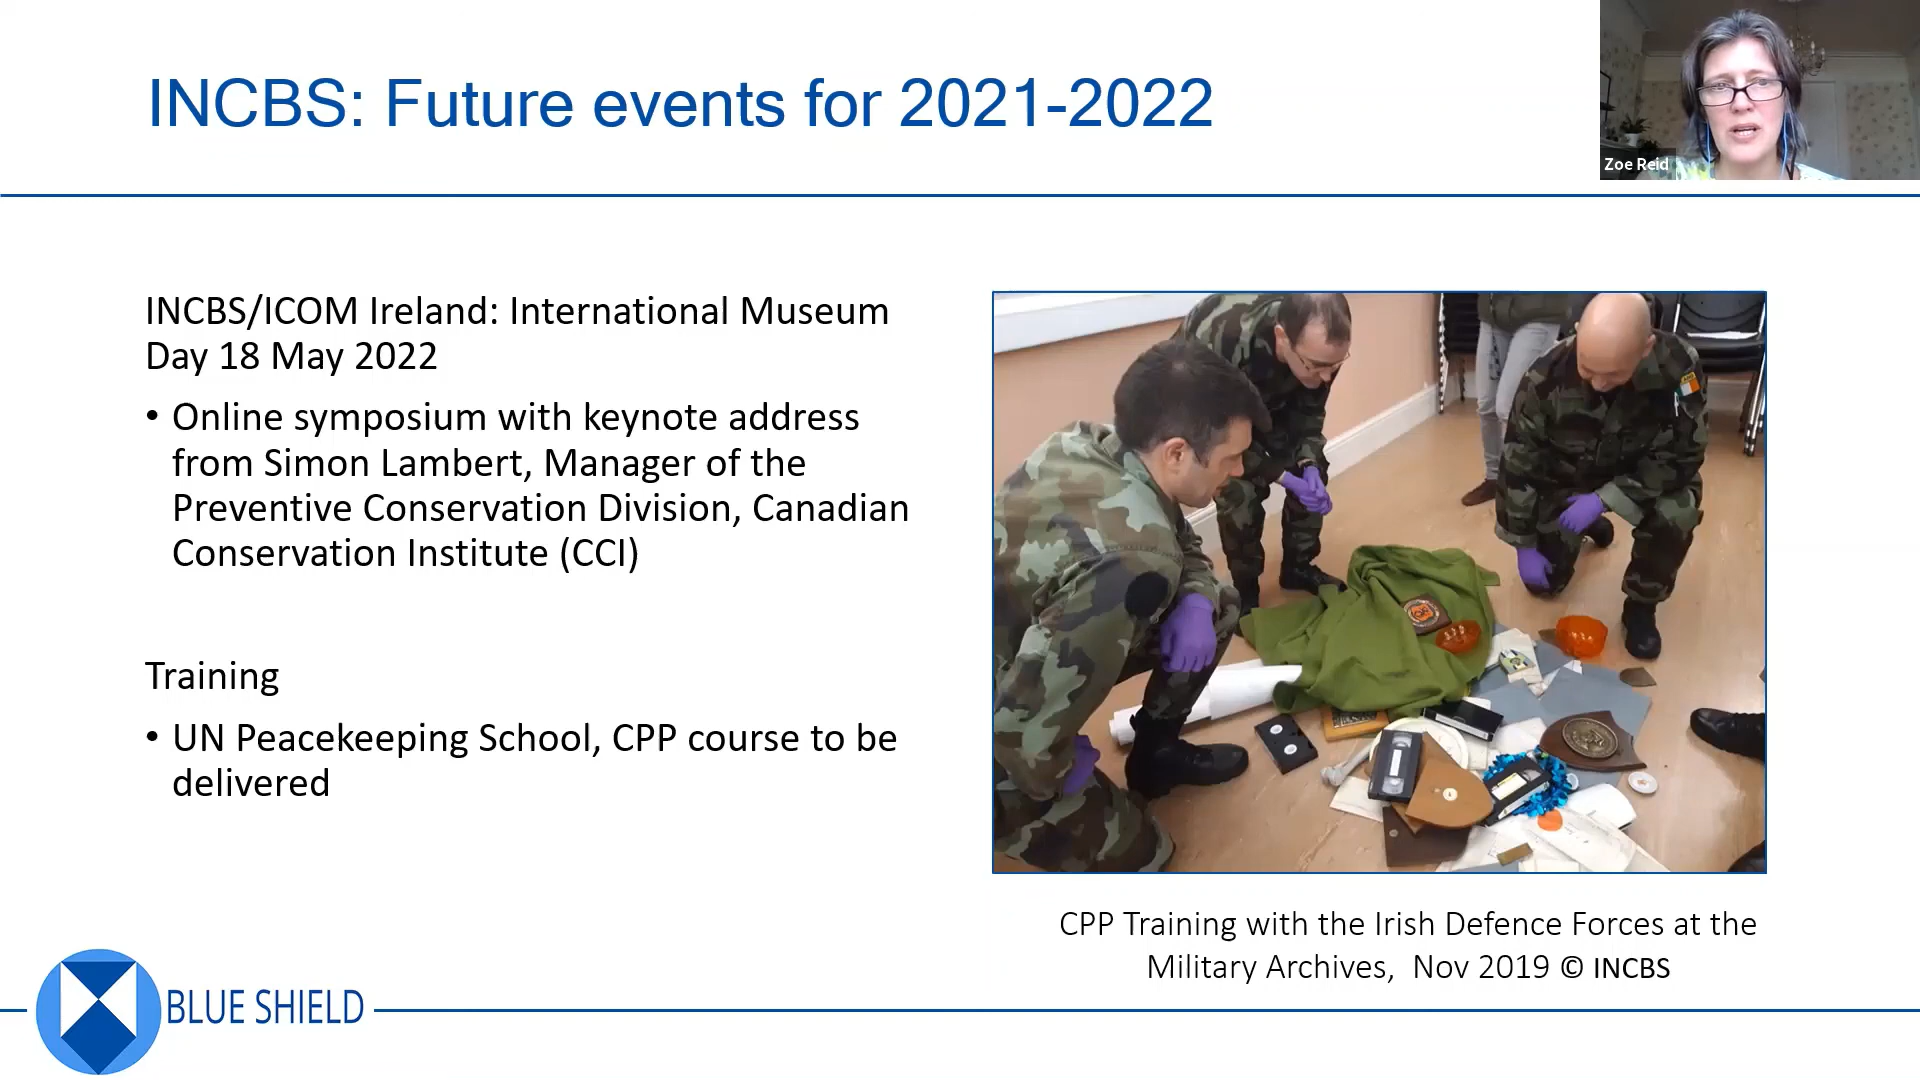 INCBS: Future events for 2021-2022
Zoe Reid
INCBS/ICOM Ireland: International Museum
Day 18 May 2022
• Online symposium with keynote address
from Simon Lambert, Manager of the
Preventive Conservation Division, Canadian
Conservation Institute (CCI)
Training
• UN Peacekeeping School, CPP course to be
delivered
CPP Training with the Irish Defence Forces at the
Military Archives, Nov 2019 © INCBS
BLUE SHIELD